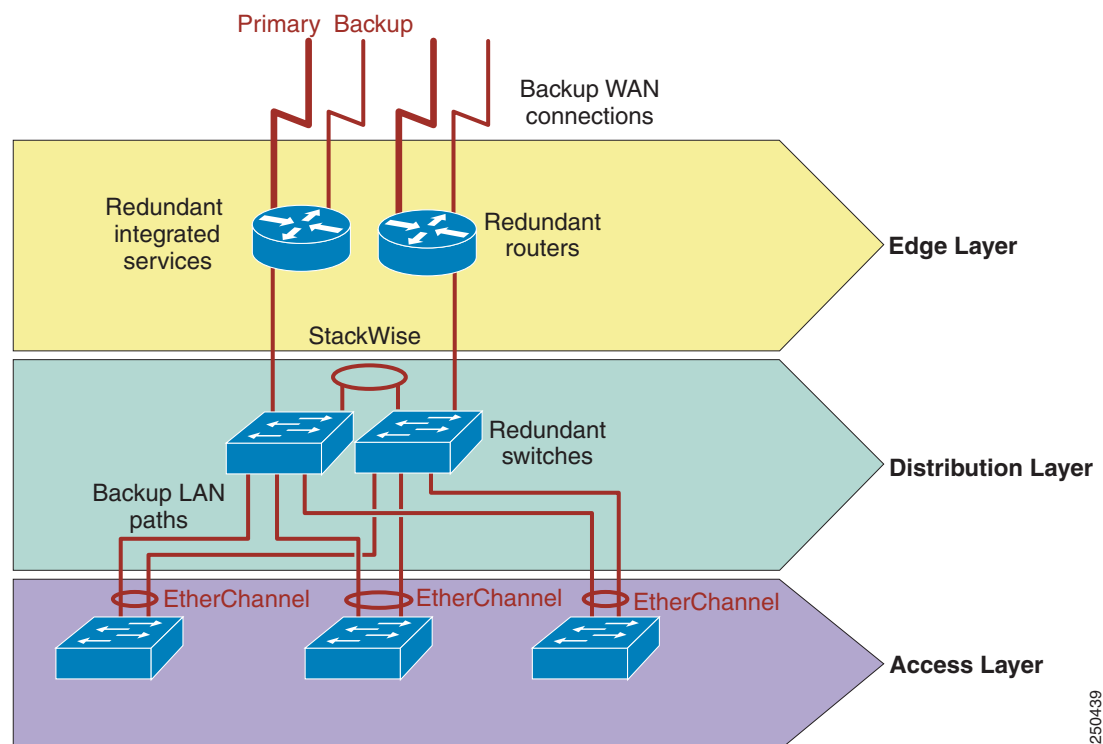 Primary Backup
Backup WAN
connections
Redundant
integrated
services
Redundant
routers
Edge Layer
StackWise
Redundant
switches
Distribution Layer
Backup LAN
paths
EtherChannel
EtherChannel
EtherChannel
Access Layer
250439